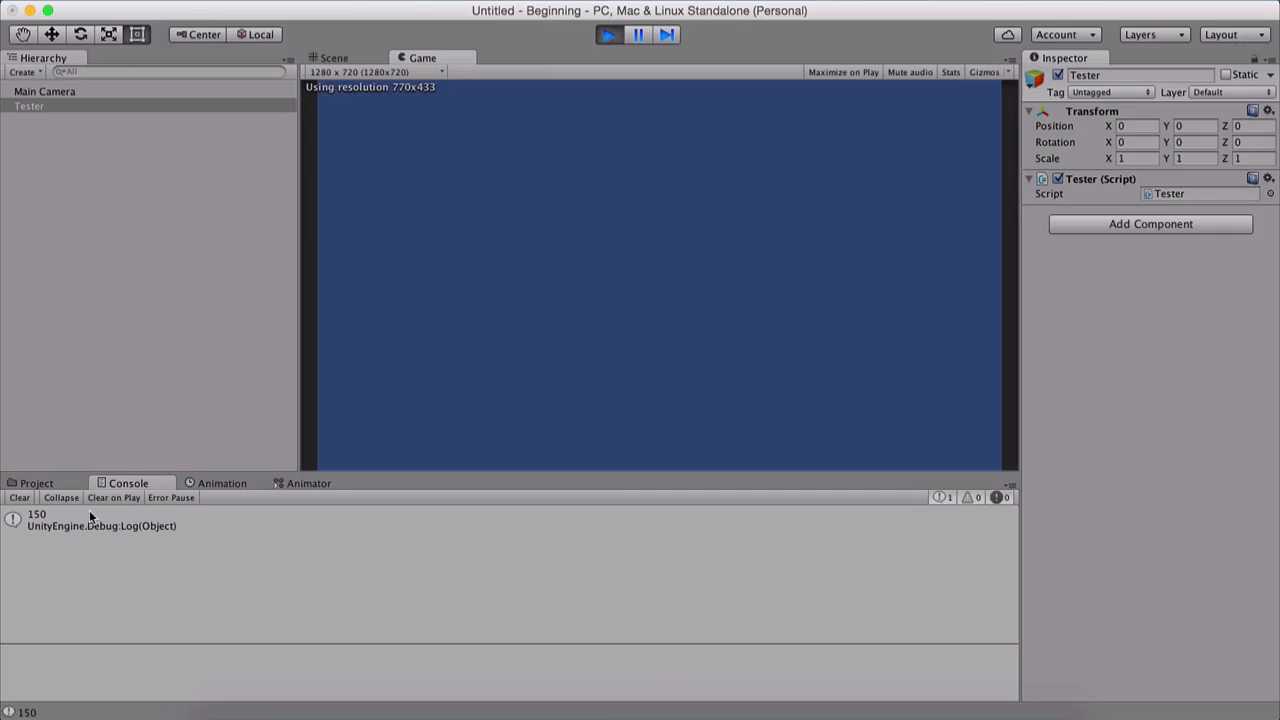 Untitled - Beginning - PC, Mac & Linux Standalone (Personal)
Center Local Account Layers Layout
Hierarchy
Create All
Main Camera
Tester
Scene Game
1280 x 720 (1280x720) Maximize on Play Mute audio Stats Gizmos
Using resolution 770x433
Inspector
Tester Static
Tag Untagged Layer Default
Transform
Position X 0 Y 0 Z 0
Rotation X 0 Y 0 Z 0
Scale X 1 Y 1 Z 1
Tester (Script)
Script Tester
Add Component
Project Console Animation Animator
Clear Collapse Clear on Play Error Pause 1 0 0
150
UnityEngine.Debug:Log(Object)
150